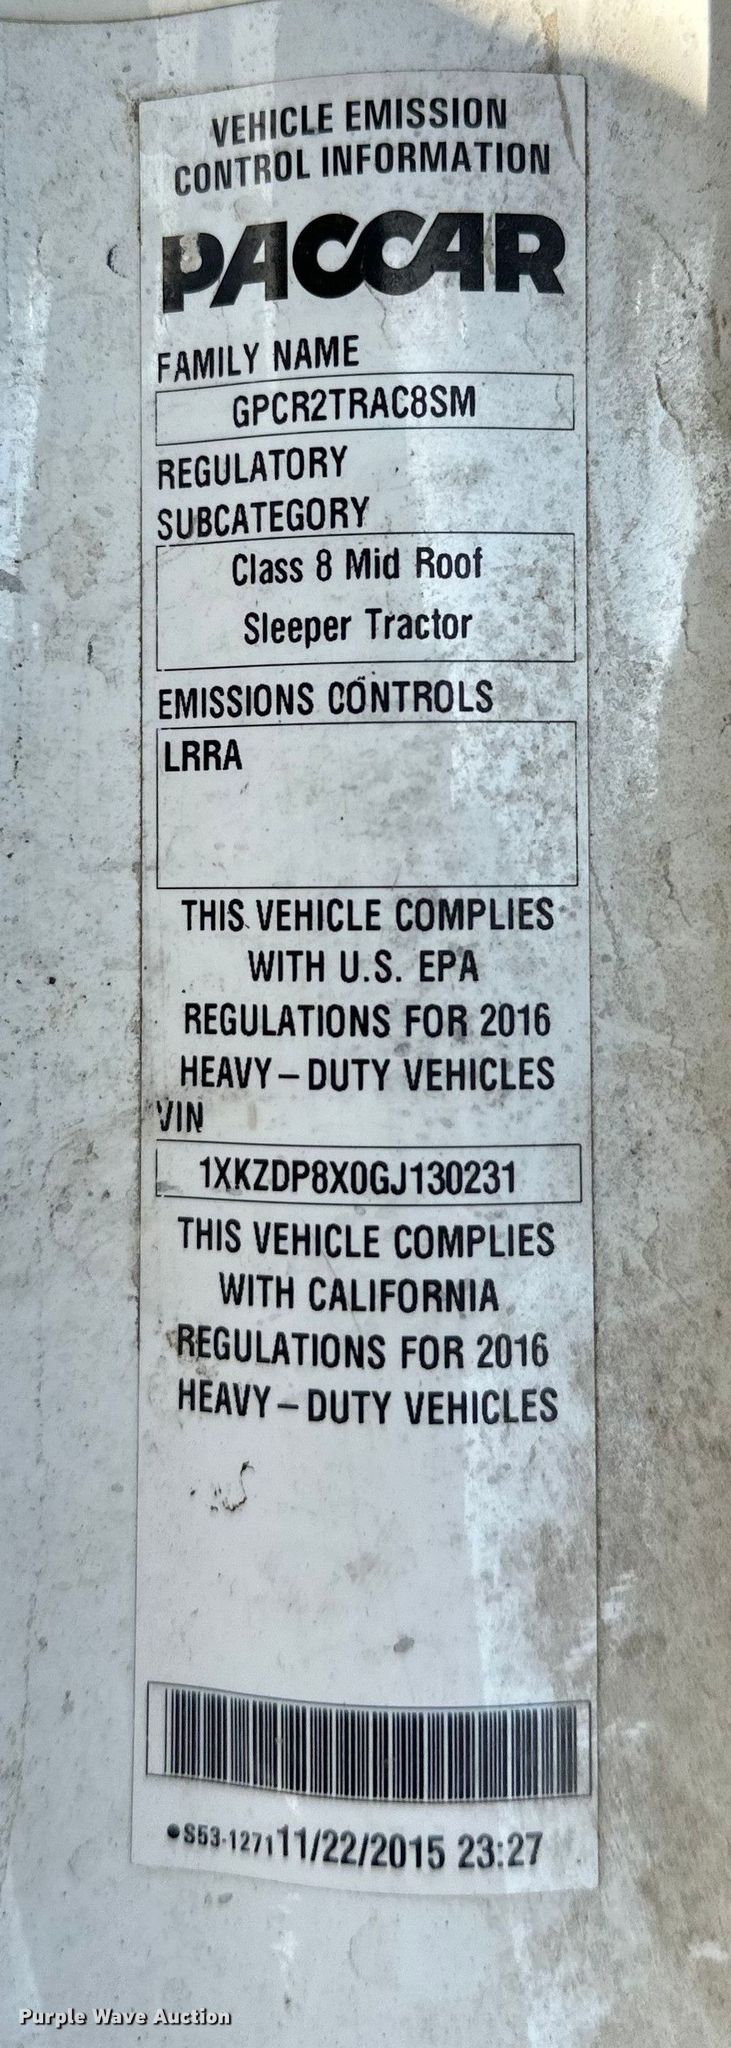 VEHICLE EMISSION
CONTROL INFORMATION
PACCAR
FAMILY NAME
GPCR2TRAC8SM
REGULATORY
SUBCATEGORY
Class 8 Mid Roof
Sleeper Tractor
EMISSIONS CONTROLS
LRRA
THIS VEHICLE COMPLIES
WITH U.S. EPA
REGULATIONS FOR 2016
HEAVY-DUTY VEHICLES
VIN
1XKZDP8X0GJ130231
THIS VEHICLE COMPLIES
WITH CALIFORNIA
REGULATIONS FOR 2016
HEAVY-DUTY VEHICLES
S53-1271 11/22/2015 23:27
Purple Wave Auction